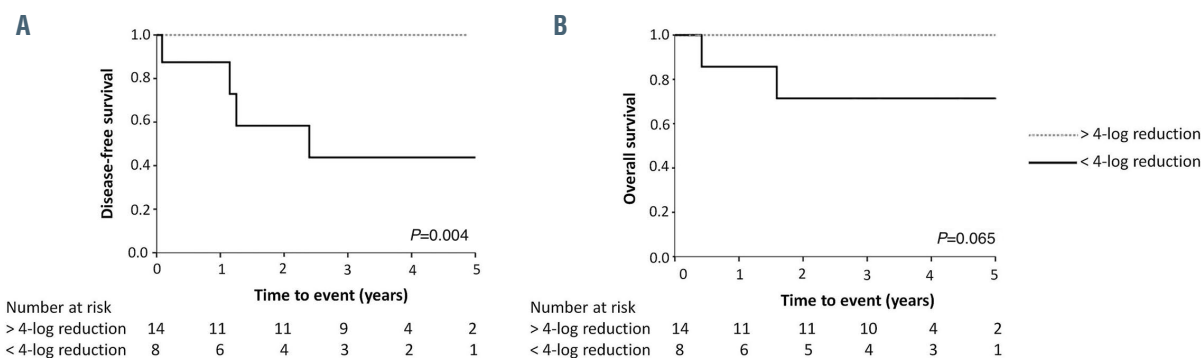 A
1.0
0.8
0.6
0.4
0.2
0.0
Disease-free survival
P=0.004
0 1 2 3 4 5
Time to event (years)
Number at risk
> 4-log reduction 14 11 11 9 4 2
< 4-log reduction 8 6 4 3 2 1
B
1.0
0.8
0.6
0.4
0.2
0.0
Overall survival
P=0.065
0 1 2 3 4 5
Time to event (years)
Number at risk
> 4-log reduction 14 11 11 10 4 2
< 4-log reduction 8 6 5 4 3 1
> 4-log reduction
< 4-log reduction